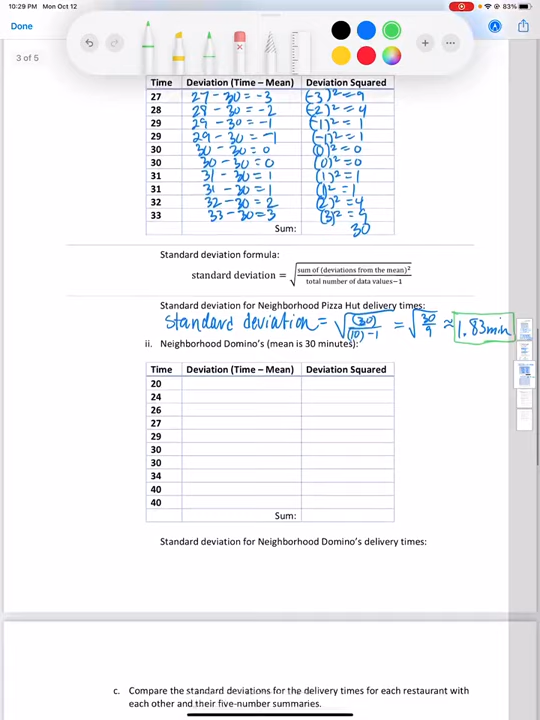 10:29 PM Mon Oct 12
83%
Done
3 of 5
Time Deviation (Time – Mean) Deviation Squared
27 27-30=-3 (-3)²=9
28 28-30=-2 (-2)²=4
29 29-30=-1 (-1)²=1
29 29-30=-1 (-1)²=1
30 30-30=0 (0)²=0
30 30-30=0 (0)²=0
31 31-30=1 (1)²=1
31 31-30=1 (1)²=1
32 32-30=2 (2)²=4
33 33-30=3 (3)²=9
Sum: 30
Standard deviation formula:
standard deviation = √(sum of (deviations from the mean)² / total number of data values−1)
Standard deviation for Neighborhood Pizza Hut delivery times:
Standard deviation = √((30)/(10)-1) = √(30/9) ≈ 1.83min
ii. Neighborhood Domino's (mean is 30 minutes):
Time Deviation (Time – Mean) Deviation Squared
20
24
26
27
29
30
30
34
40
40
Sum:
Standard deviation for Neighborhood Domino's delivery times:
c. Compare the standard deviations for the delivery times for each restaurant with
each other and their five-number summaries.